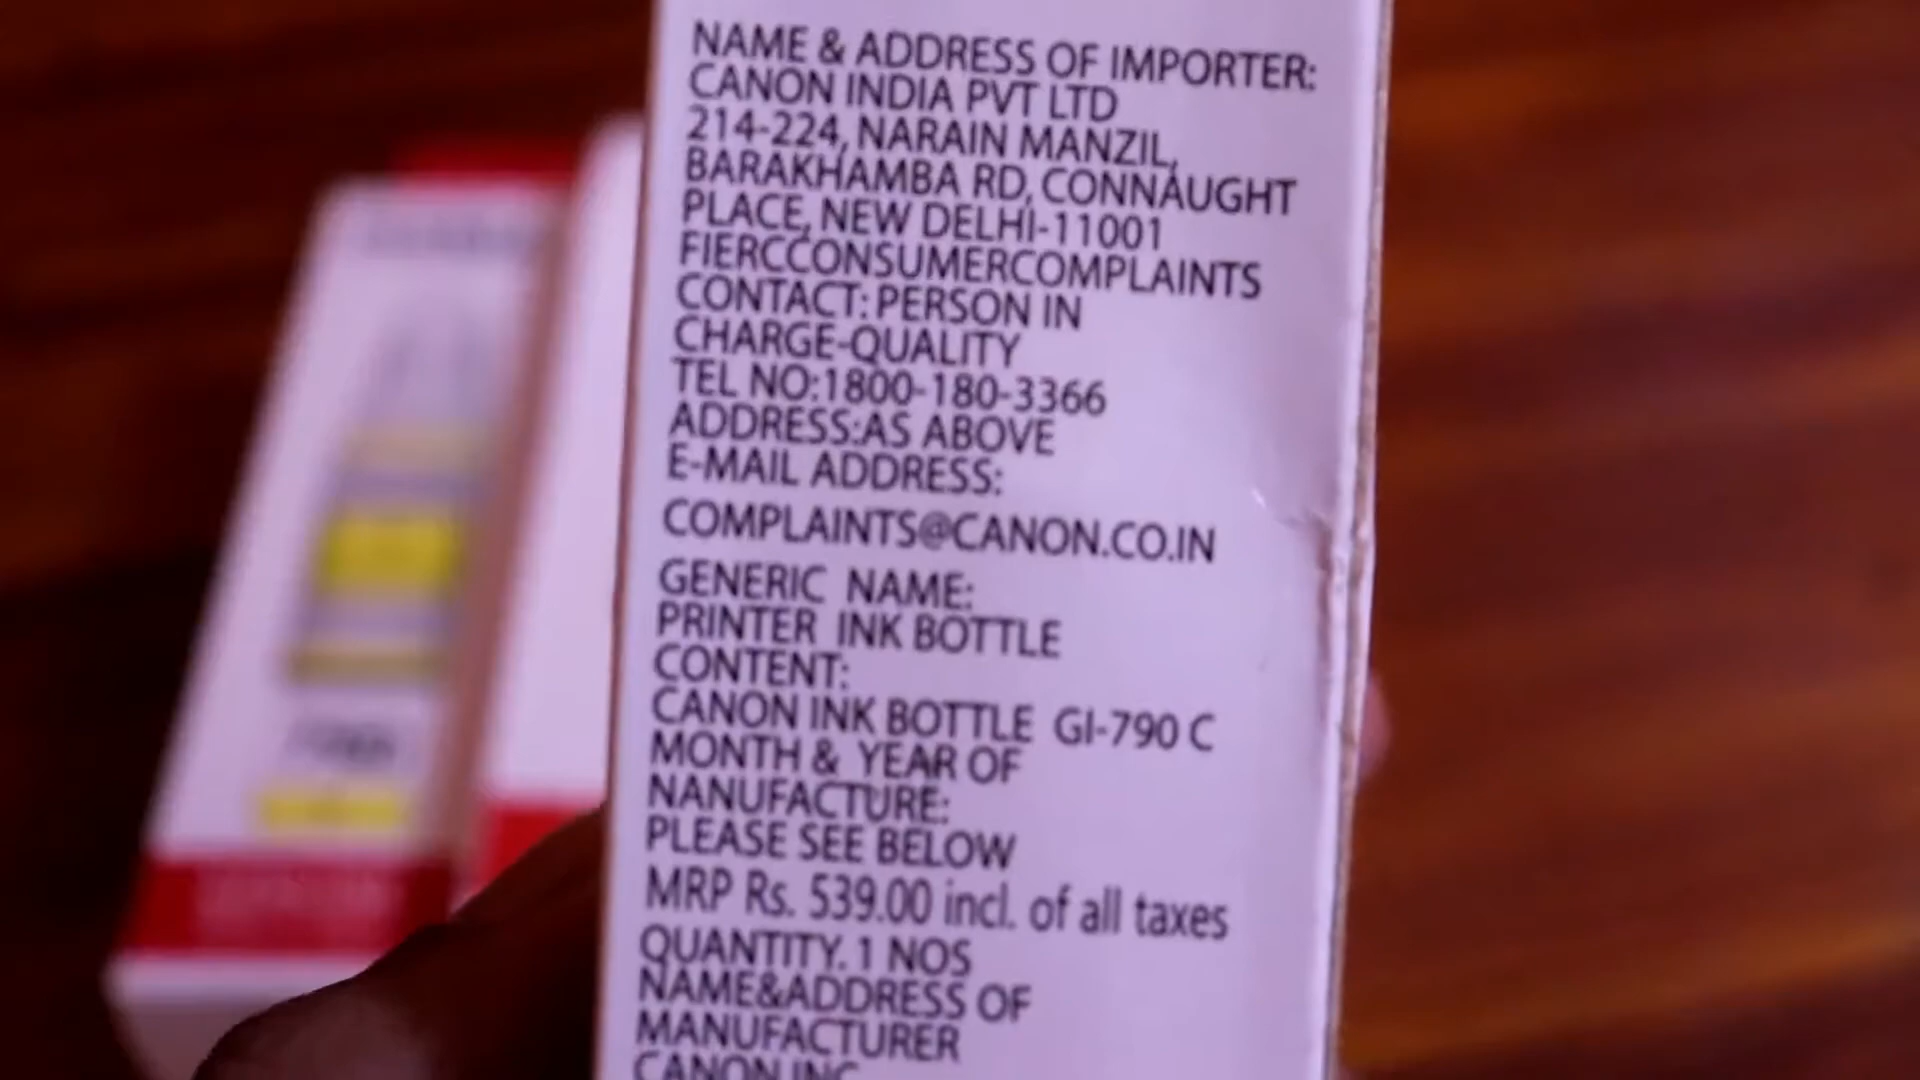 NAME & ADDRESS OF IMPORTER:
CANON INDIA PVT LTD
214-224, NARAIN MANZIL,
BARAKHAMBA RD, CONNAUGHT
PLACE, NEW DELHI-11001
FIERCCONSUMERCOMPLAINTS
CONTACT: PERSON IN
CHARGE-QUALITY
TEL NO:1800-180-3366
ADDRESS:AS ABOVE
E-MAIL ADDRESS:
COMPLAINTS@CANON.CO.IN
GENERIC NAME:
PRINTER INK BOTTLE
CONTENT:
CANON INK BOTTLE GI-790 C
MONTH & YEAR OF
NANUFACTURE:
PLEASE SEE BELOW
MRP Rs. 539.00 incl. of all taxes
QUANTITY. 1 NOS
NAME&ADDRESS OF
MANUFACTURER
CANON INC